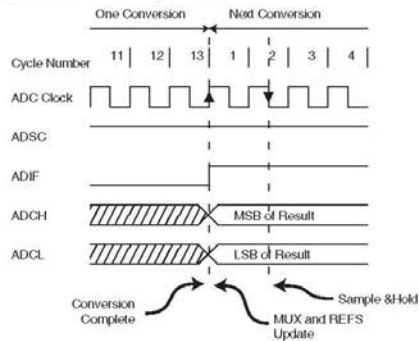 One Conversion Next Conversion
Cycle Number 11 12 13 1 2 3 4
ADC Clock
ADSC
ADIF
ADCH MSB of Result
ADCL LSB of Result
Conversion Complete
MUX and REFS Update
Sample &Hold